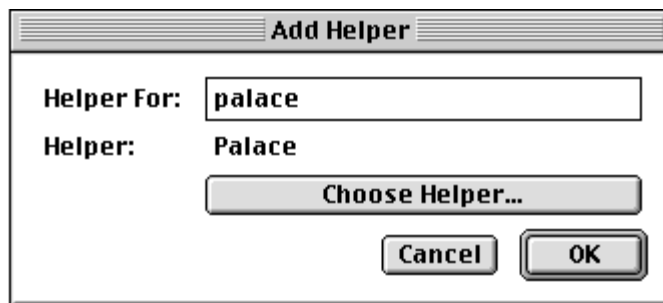 Add Helper
Helper For: palace
Helper: Palace
Choose Helper...
Cancel OK